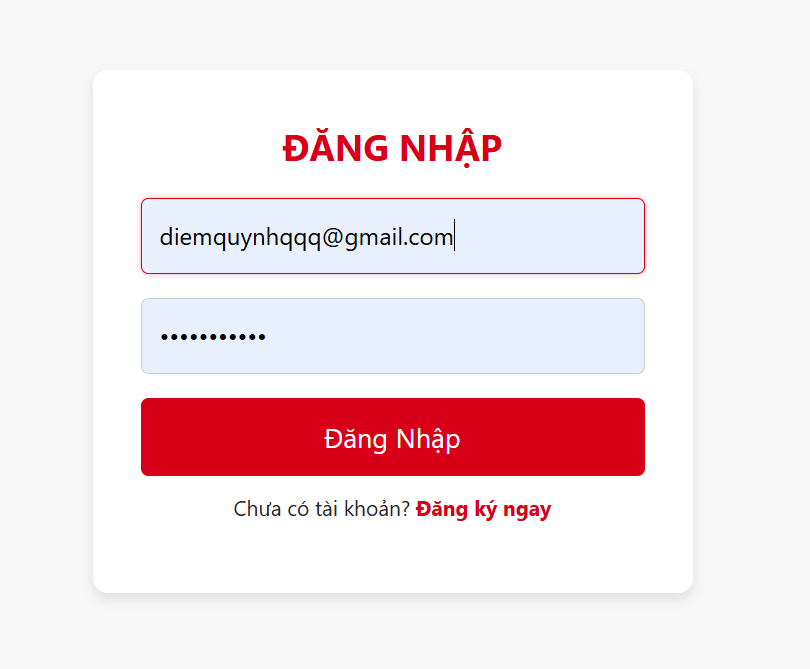 ĐĂNG NHẬP
diemquynhqqq@gmail.com
•••••••••••
Đăng Nhập
Chưa có tài khoản? Đăng ký ngay